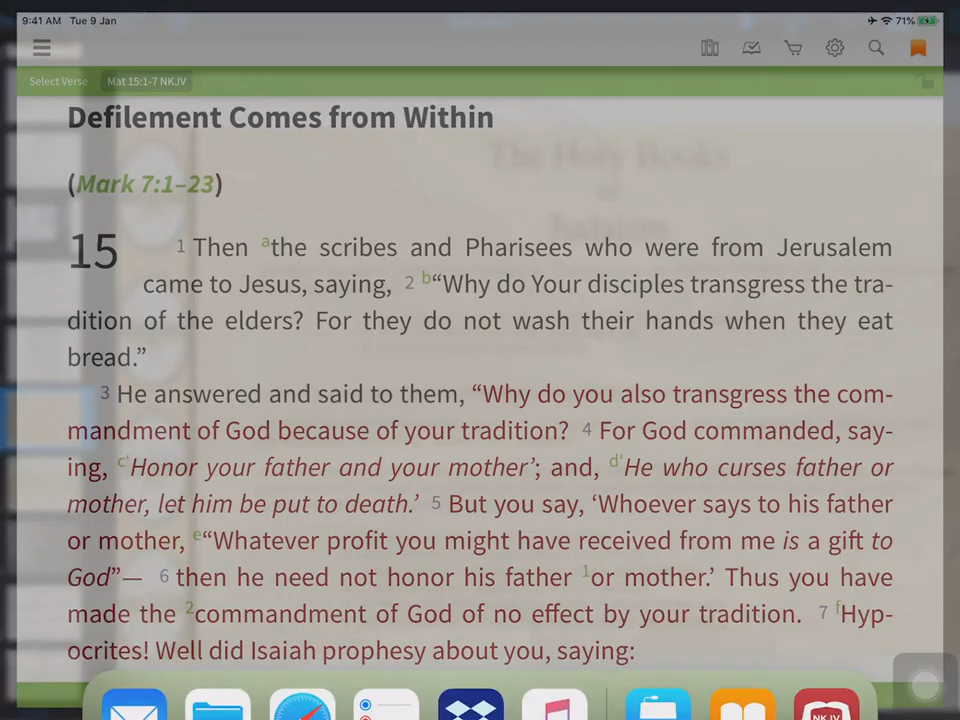 9:41 AM Tue 9 Jan
71%
Select Verse Mat 15:1-7 NKJV
Defilement Comes from Within
The Holy Books
of
Judaism
(Mark 7:1–23)
15 1 Then athe scribes and Pharisees who were from Jerusalem
came to Jesus, saying, 2 b“Why do Your disciples transgress the tra-
dition of the elders? For they do not wash their hands when they eat
bread.”
3 He answered and said to them, “Why do you also transgress the com-
mandment of God because of your tradition? 4 For God commanded, say-
ing, c‘Honor your father and your mother’; and, d‘He who curses father or
mother, let him be put to death.’ 5 But you say, ‘Whoever says to his father
or mother, e“Whatever profit you might have received from me is a gift to
God”— 6 then he need not honor his father 1or mother.’ Thus you have
made the 2commandment of God of no effect by your tradition. 7 fHyp-
ocrites! Well did Isaiah prophesy about you, saying:
NKJV